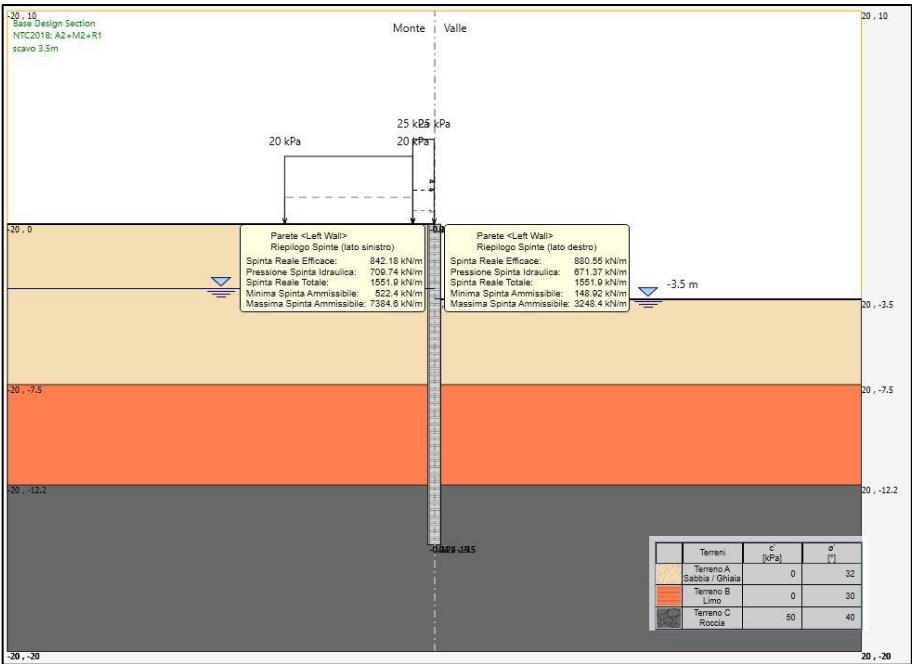 -20 , 10
20 , 10
Base Design Section
NTC2018: A2+M2+R1
scavo 3.5m
Monte
Valle
25 kPa
25 kPa
20 kPa
20 kPa
-20 , 0
Parete <Left Wall>
Riepilogo Spinte (lato sinistro)
Spinta Reale Efficace: 842.18 kN/m
Pressione Spinta Idraulica: 709.74 kN/m
Spinta Reale Totale: 1551.9 kN/m
Minima Spinta Ammissibile: 522.4 kN/m
Massima Spinta Ammissibile: 7384.6 kN/m
Parete <Left Wall>
Riepilogo Spinte (lato destro)
Spinta Reale Efficace: 880.55 kN/m
Pressione Spinta Idraulica: 671.37 kN/m
Spinta Reale Totale: 1551.9 kN/m
Minima Spinta Ammissibile: 148.92 kN/m
Massima Spinta Ammissibile: 3248.4 kN/m
-3.5 m
20 , -3.5
-20 , -7.5
20 , -7.5
-20 , -12.2
20 , -12.2
Terreni c' [kPa] ø' [°]
Terreno A Sabbia / Ghiaia 0 32
Terreno B Limo 0 30
Terreno C Roccia 50 40
-20 , -20
20 , -20